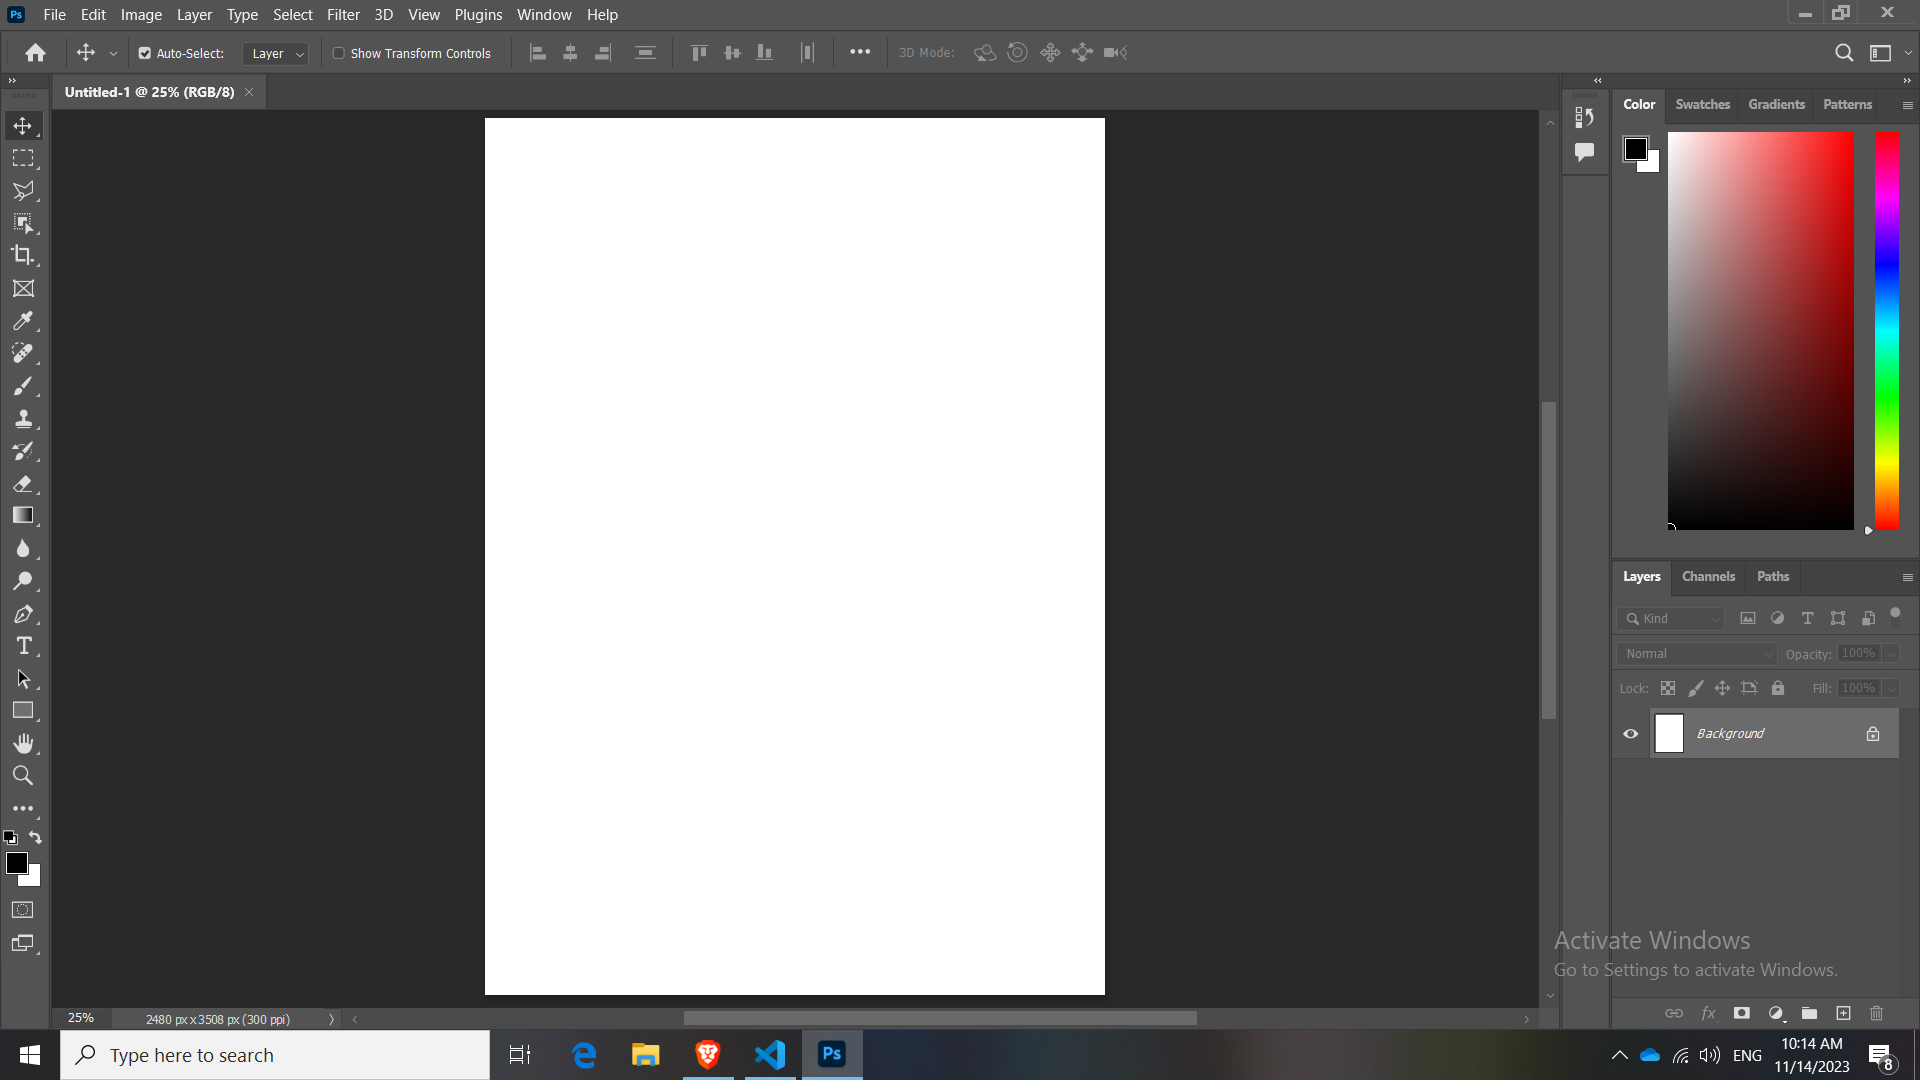 Ps File Edit Image Layer Type Select Filter 3D View Plugins Window Help
Auto-Select: Layer Show Transform Controls 3D Mode:
Untitled-1 @ 25% (RGB/8)
Color Swatches Gradients Patterns
Layers Channels Paths
Kind
Normal Opacity: 100%
Lock: Fill: 100%
Background
Activate Windows
Go to Settings to activate Windows.
25% 2480 px x 3508 px (300 ppi)
Type here to search
Ps
ENG
10:14 AM
11/14/2023
8